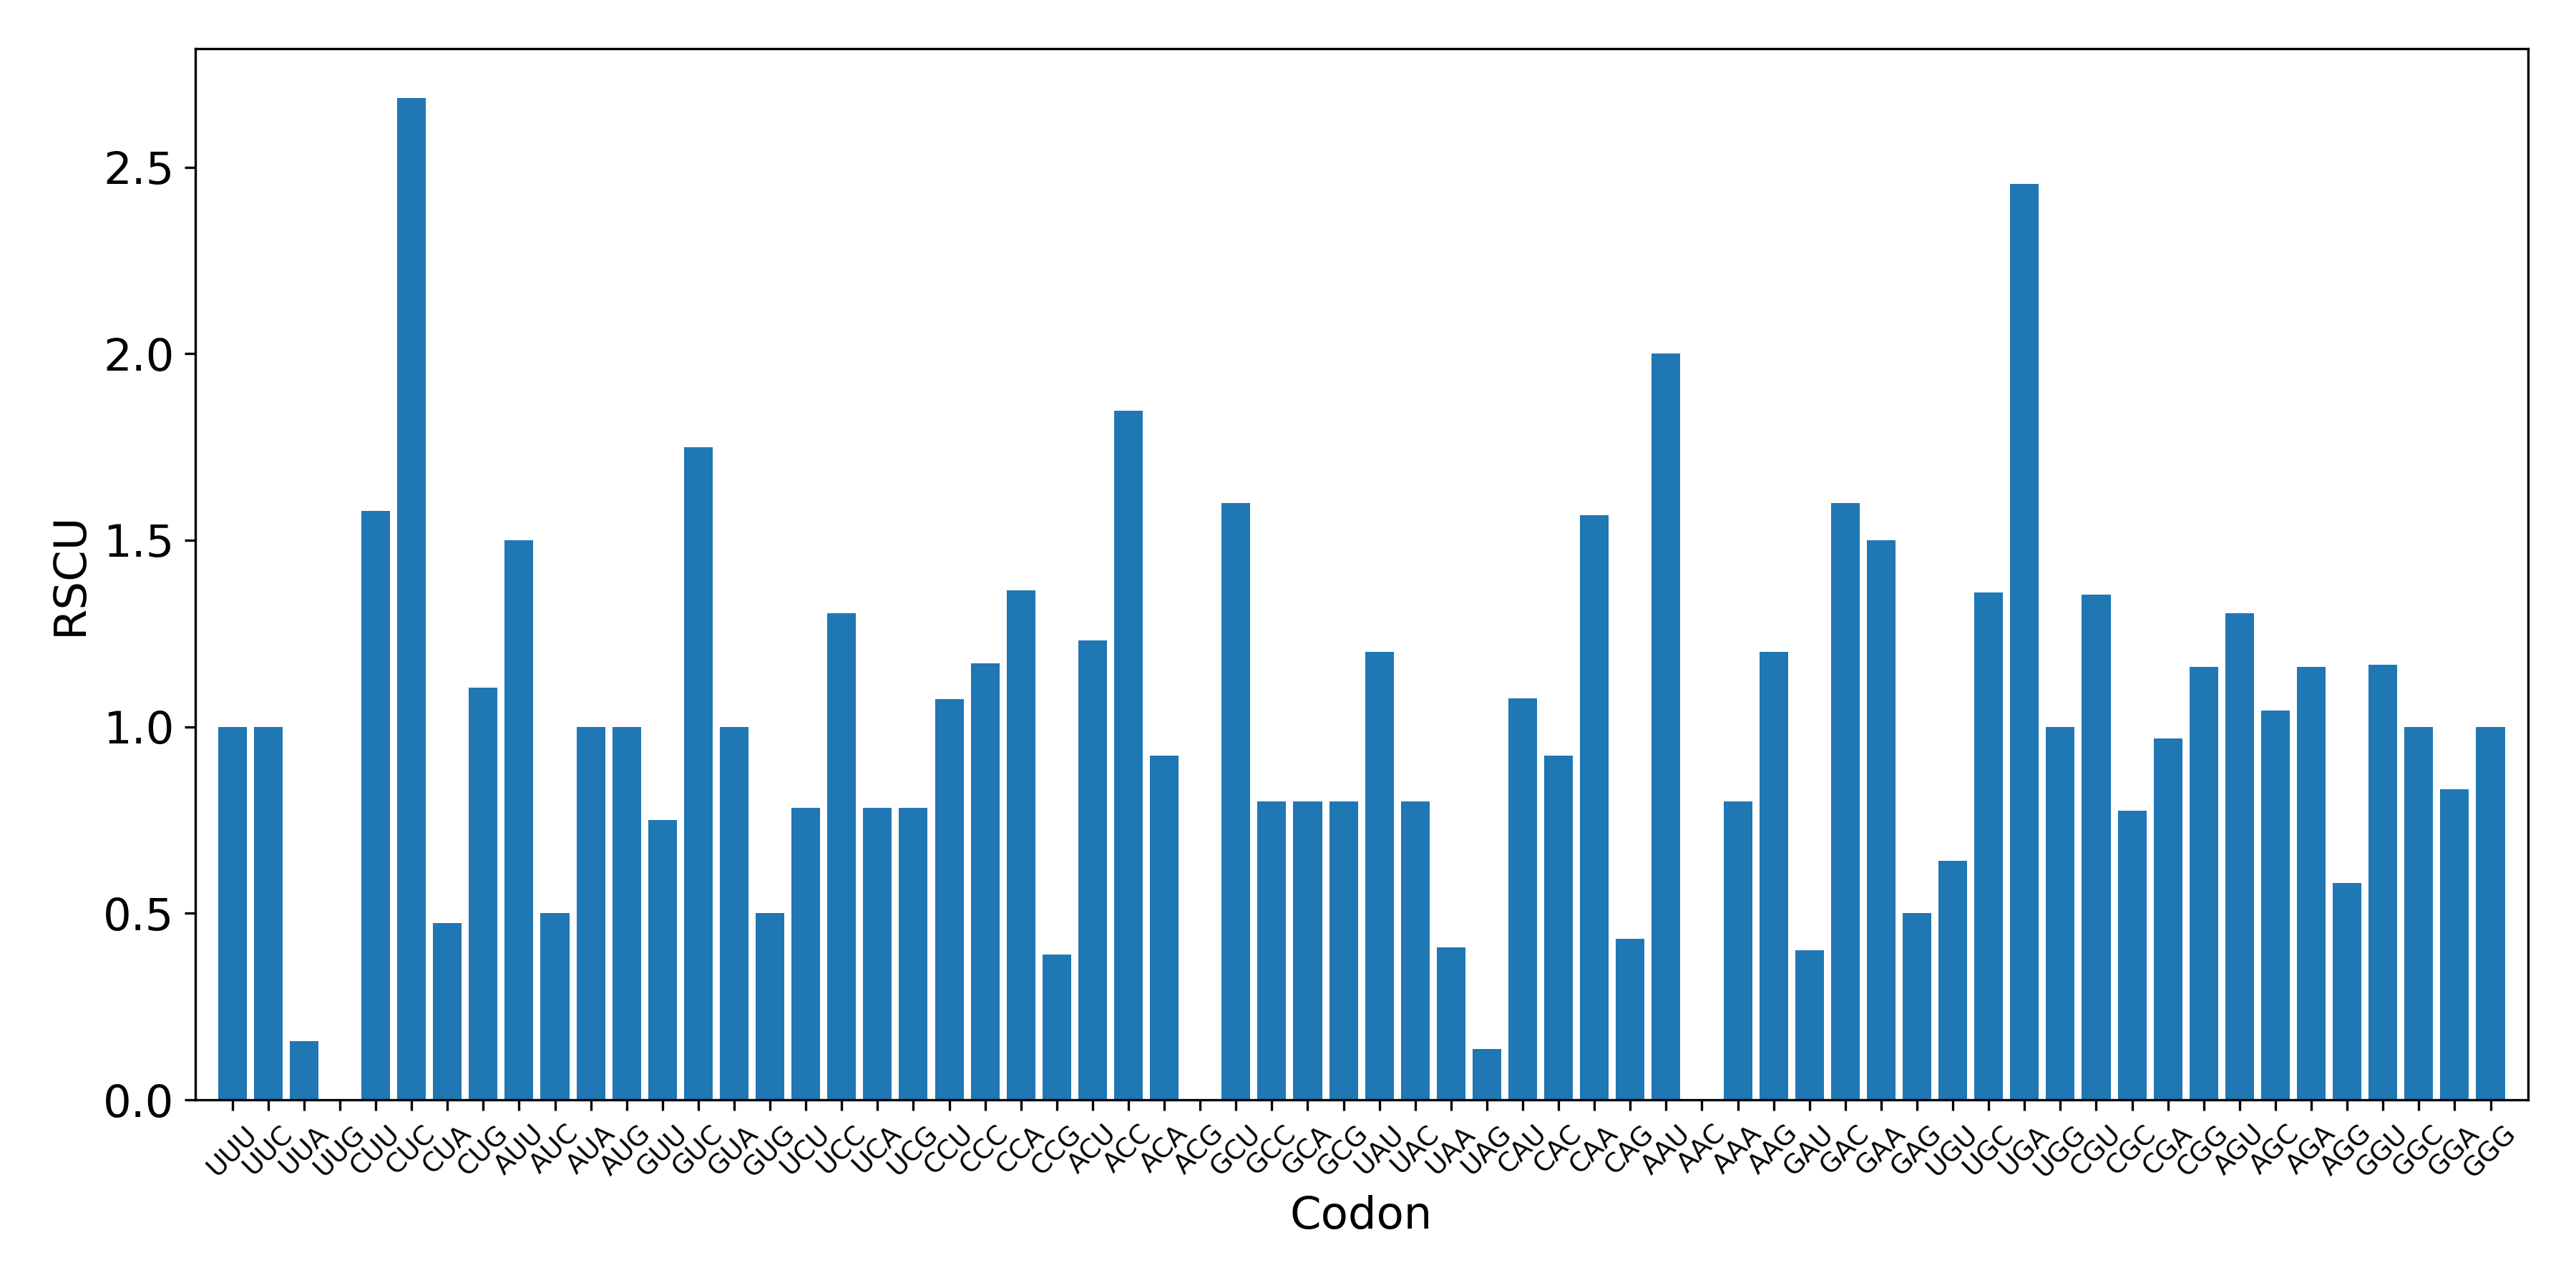 RSCU
2.5
2.0
1.5
1.0
0.5
0.0
UUU UUC UUA UUG CUU CUC CUA CUG AUU AUC AUA AUG GUU GUC GUA GUG UCU UCC UCA UCG CCU CCC CCA CCG ACU ACC ACA ACG GCU GCC GCA GCG UAU UAC UAA UAG CAU CAC CAA CAG AAU AAC AAA AAG GAU GAC GAA GAG UGU UGC UGA UGG CGU CGC CGA CGG AGU AGC AGA AGG GGU GGC GGA GGG
Codon